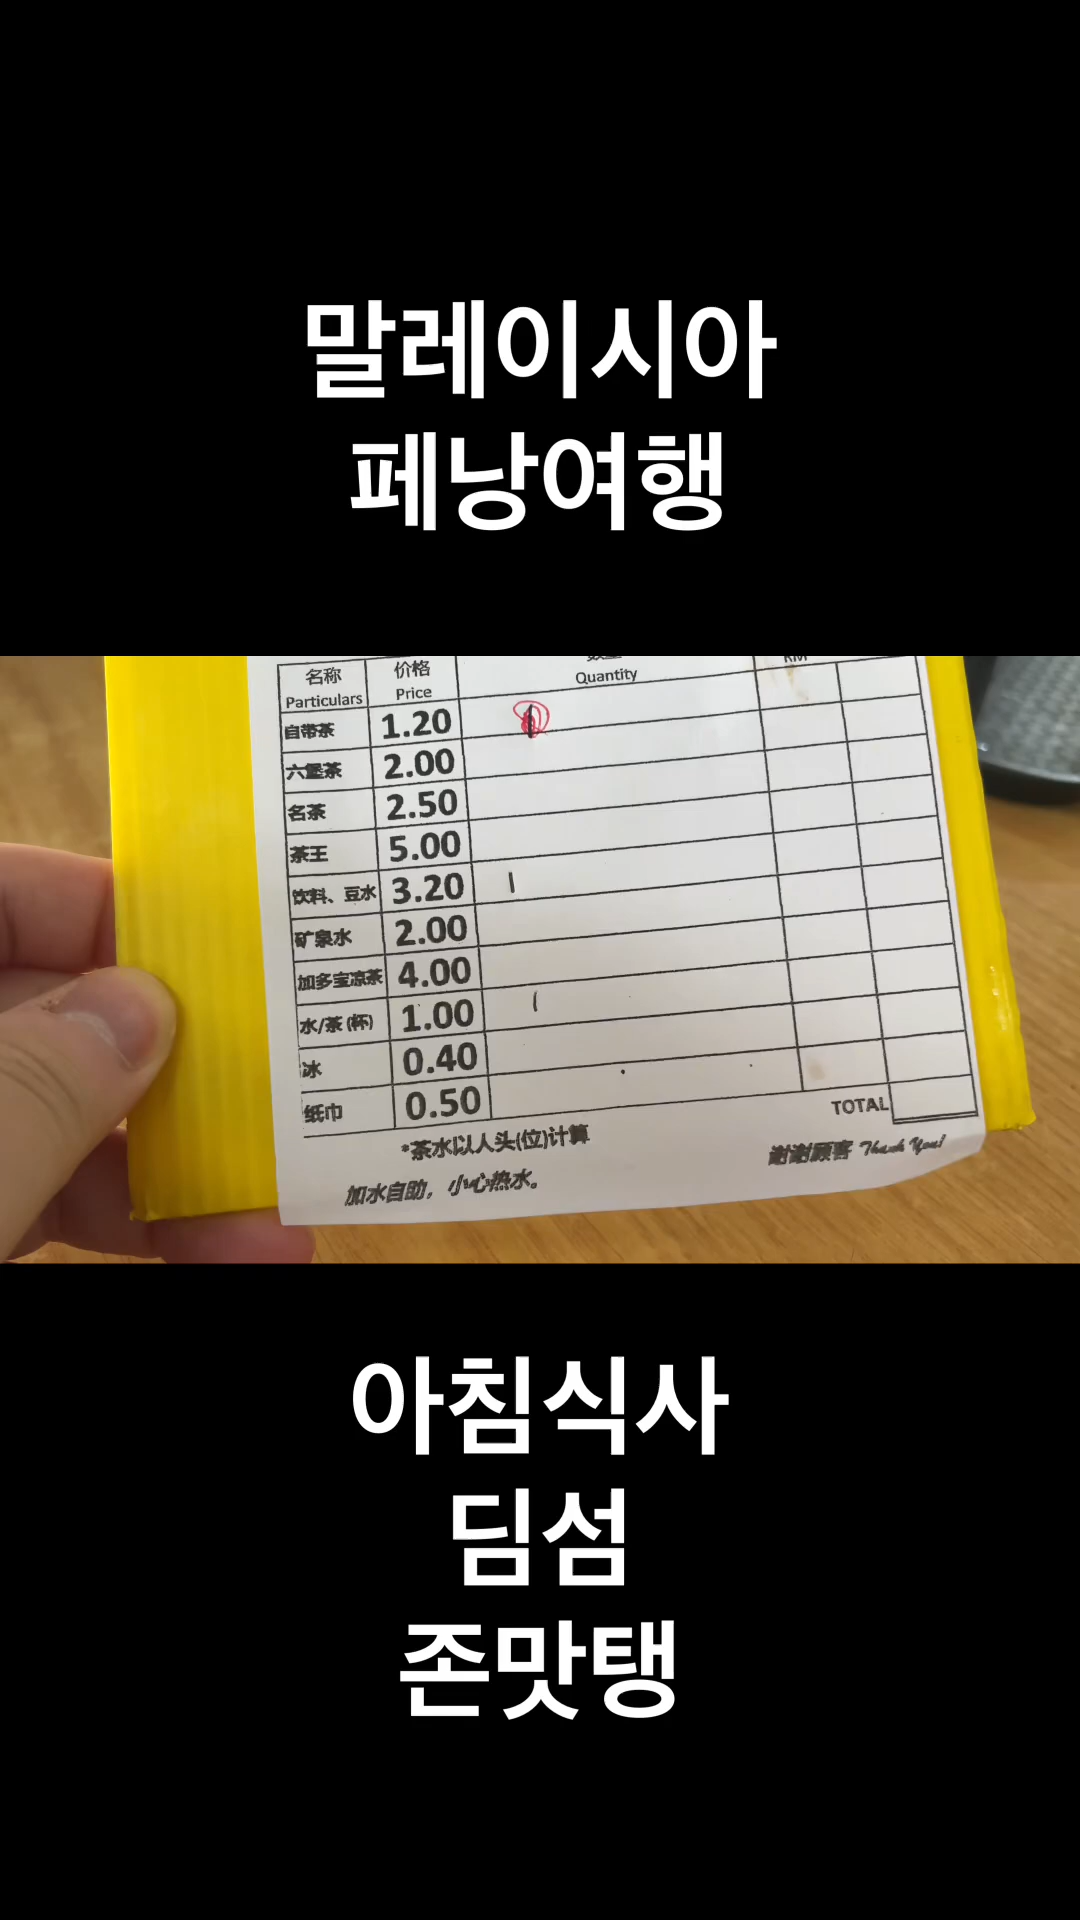 말레이시아
페낭여행
名称 价格 RM
Particulars Price Quantity
自带茶 1.20
六堡茶 2.00
名茶 2.50
茶王 5.00
饮料、豆水 3.20
矿泉水 2.00
加多宝凉茶 4.00
水/茶 (杯) 1.00
冰 0.40
纸巾 0.50
TOTAL
*茶水以人头(位)计算
谢谢顾客 Thank You!
加水自助，小心热水。
아침식사
딤섬
존맛탱